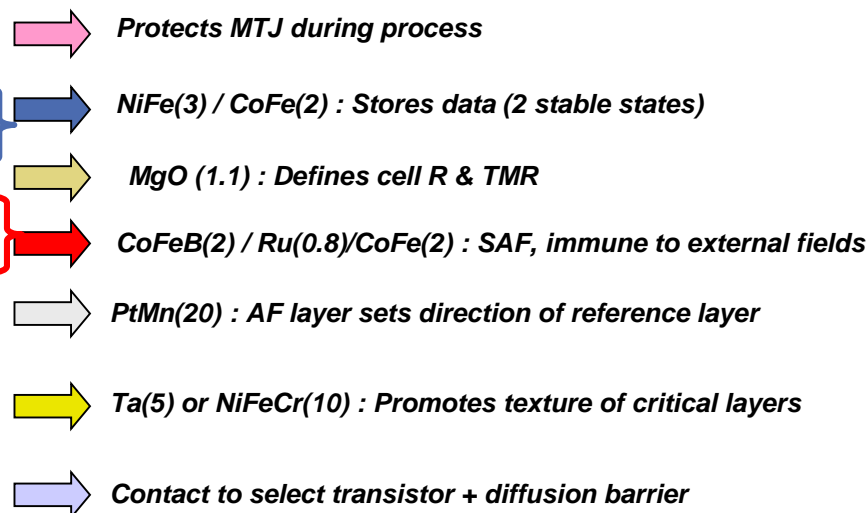 Protects MTJ during process
NiFe(3) / CoFe(2) : Stores data (2 stable states)
MgO (1.1) : Defines cell R & TMR
CoFeB(2) / Ru(0.8)/CoFe(2) : SAF, immune to external fields
PtMn(20) : AF layer sets direction of reference layer
Ta(5) or NiFeCr(10) : Promotes texture of critical layers
Contact to select transistor + diffusion barrier